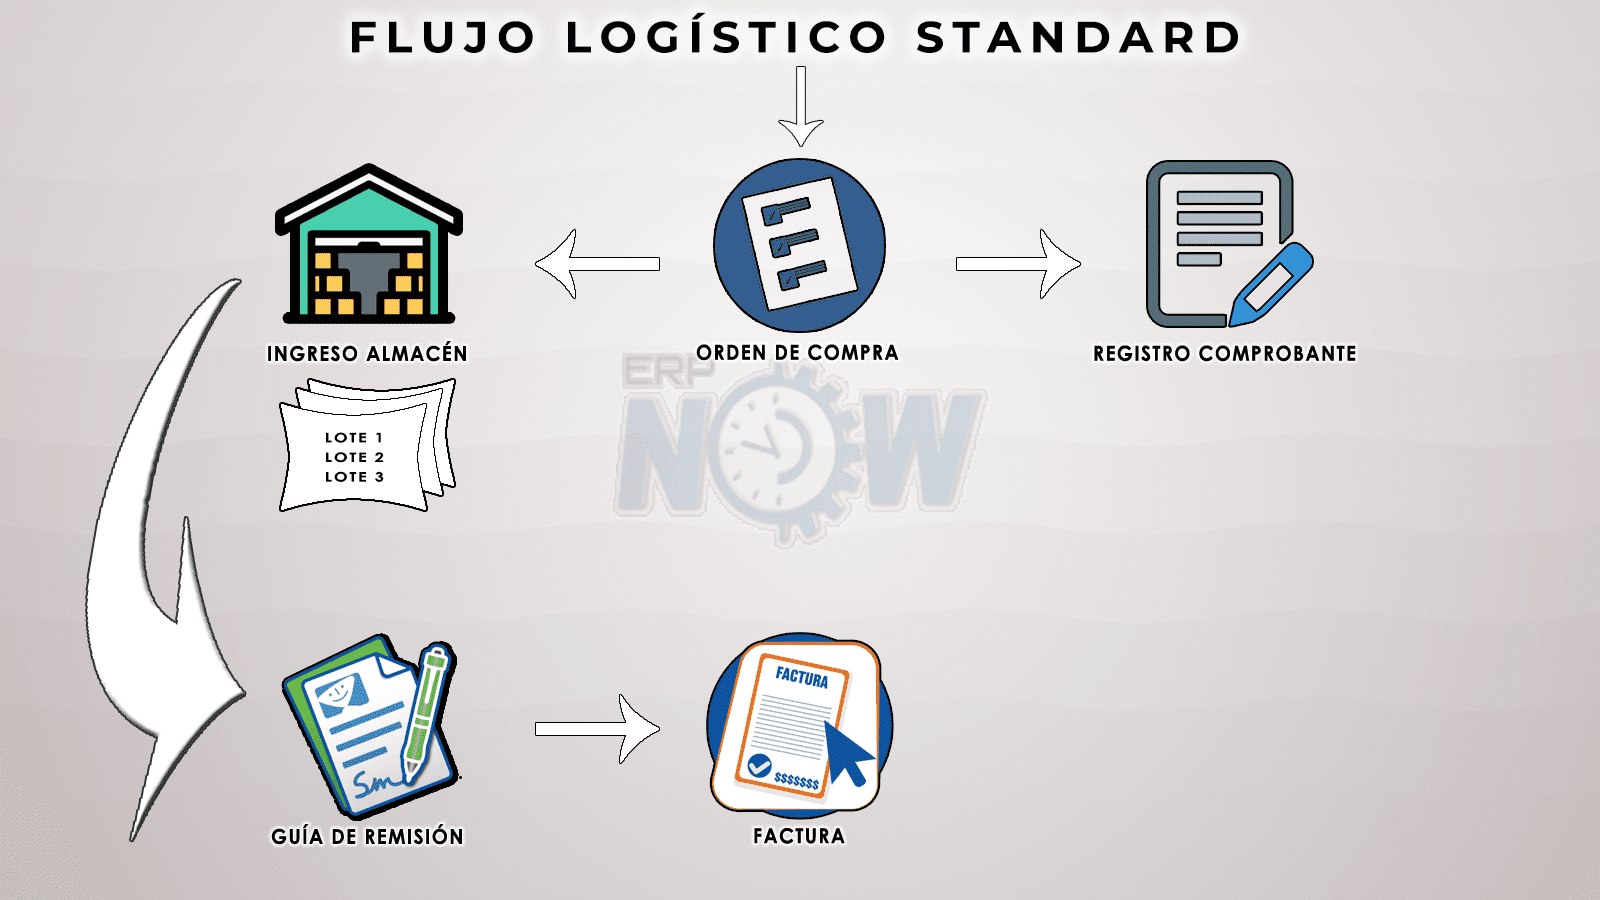 FLUJO LOGÍSTICO STANDARD
INGRESO ALMACÉN
ORDEN DE COMPRA
REGISTRO COMPROBANTE
ERP
NOW
LOTE 1
LOTE 2
LOTE 3
Sm
FACTURA
$$$$$$$
GUÍA DE REMISIÓN
FACTURA